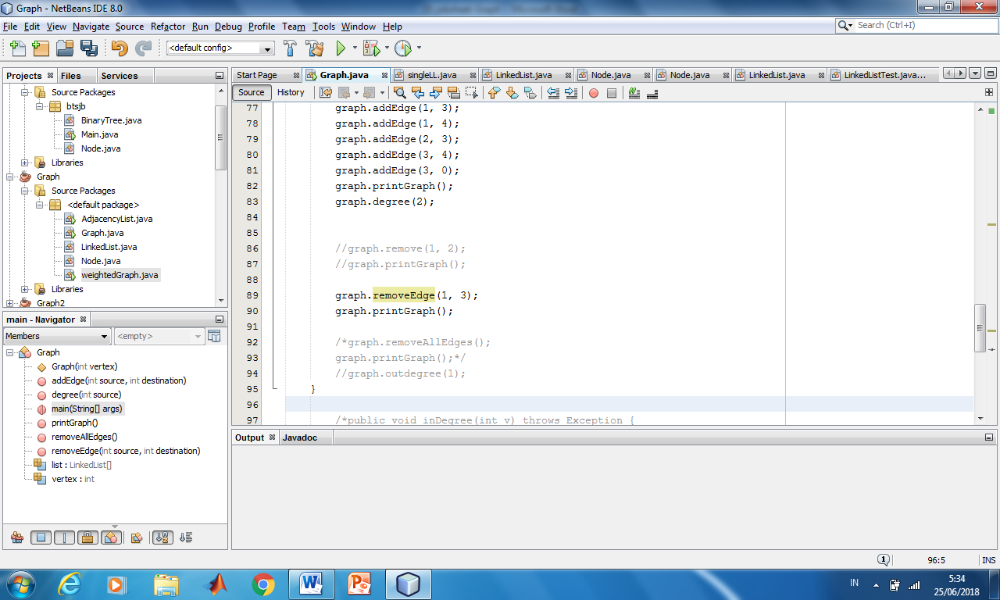 Graph - NetBeans IDE 8.0
File Edit View Navigate Source Refactor Run Debug Profile Team Tools Window Help
Search (Ctrl+I)
<default config>
Projects Files Services
Source Packages
btsjb
BinaryTree.java
Main.java
Node.java
Libraries
Graph
Source Packages
<default package>
AdjacencyList.java
Graph.java
LinkedList.java
Node.java
weightedGraph.java
Libraries
Graph2
main - Navigator
Members <empty>
Graph
Graph(int vertex)
addEdge(int source, int destination)
degree(int source)
main(String[] args)
printGraph()
removeAllEdges()
removeEdge(int source, int destination)
list : LinkedList[]
vertex : int
Start Page Graph.java singleLL.java LinkedList.java Node.java Node.java LinkedList.java LinkedListTest.java...
Source History
77 graph.addEdge(1, 3);
78 graph.addEdge(1, 4);
79 graph.addEdge(2, 3);
80 graph.addEdge(3, 4);
81 graph.addEdge(3, 0);
82 graph.printGraph();
83 graph.degree(2);
84
85
86 //graph.remove(1, 2);
87 //graph.printGraph();
88
89 graph.removeEdge(1, 3);
90 graph.printGraph();
91
92 /*graph.removeAllEdges();
93 graph.printGraph();*/
94 //graph.outdegree(1);
95 }
96
97 /*public void inDegree(int v) throws Exception {
Output Javadoc
1 96:5 INS
IN 5:34
25/06/2018